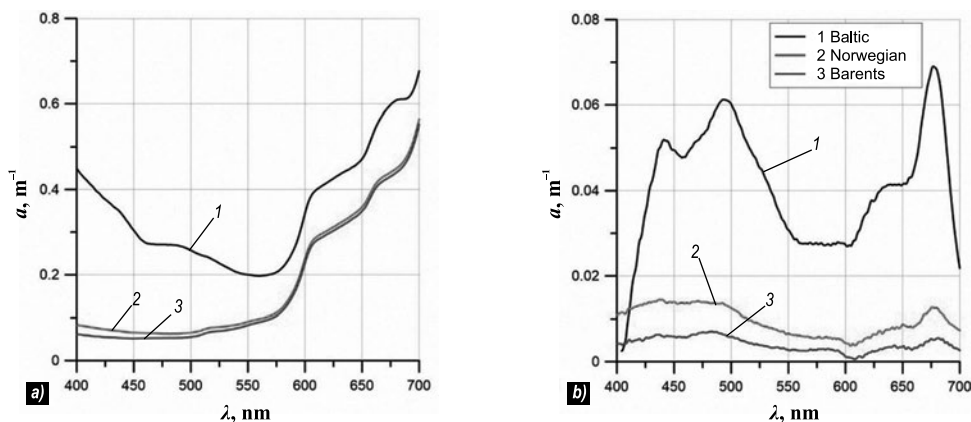 0.8
0.6
0.4
0.2
0
a, m⁻¹
1
2
3
400 450 500 550 600 650 700
a)
λ, nm
0.08
0.06
0.04
0.02
0
a, m⁻¹
1 Baltic
2 Norwegian
3 Barents
1
2
3
400 450 500 550 600 650 700
b)
λ, nm